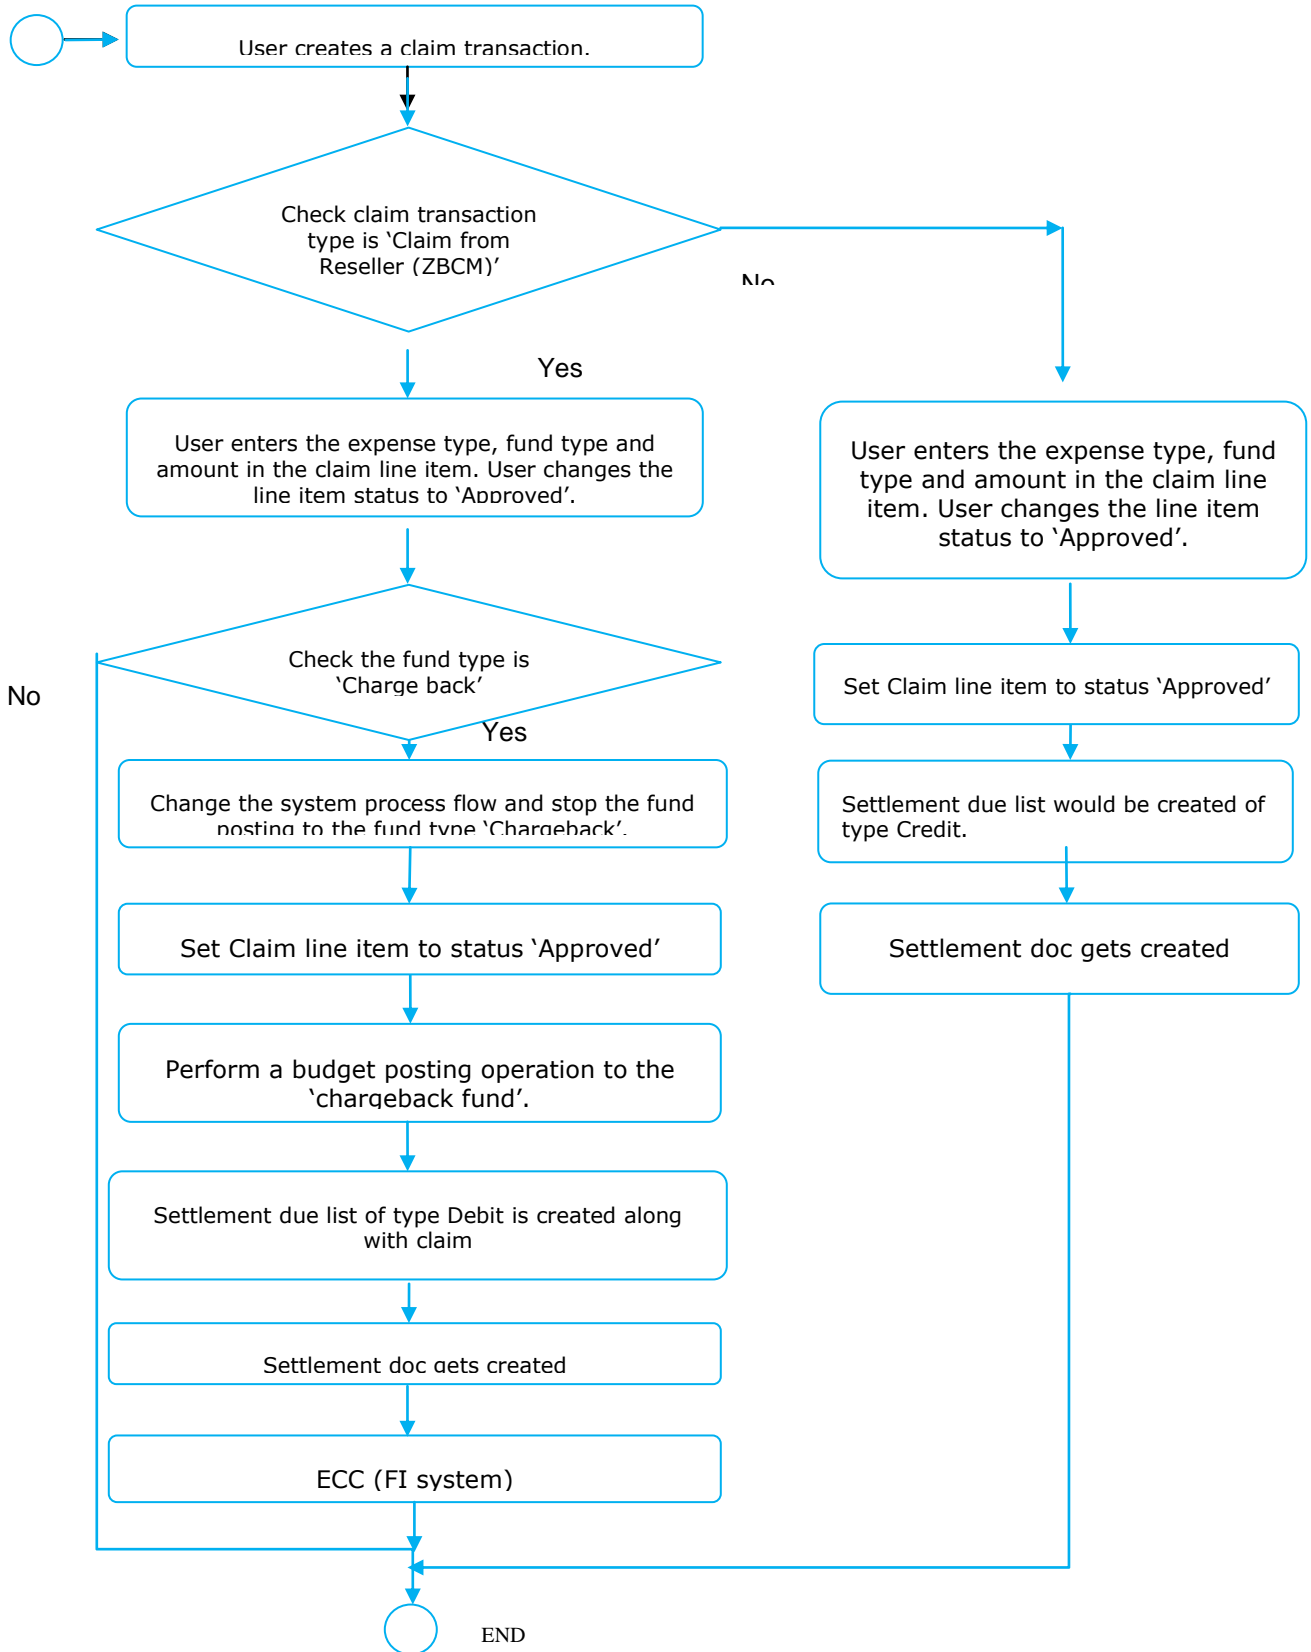 User creates a claim transaction.
Check claim transaction
type is ‘Claim from
Reseller (ZBCM)’
No
Yes
User enters the expense type, fund type and
amount in the claim line item. User changes the
line item status to ‘Approved’.
User enters the expense type, fund
type and amount in the claim line
item. User changes the line item
status to ‘Approved’.
Check the fund type is
‘Charge back’
No
Yes
Set Claim line item to status ‘Approved’
Change the system process flow and stop the fund
posting to the fund type ‘Chargeback’.
Settlement due list would be created of
type Credit.
Set Claim line item to status ‘Approved’
Settlement doc gets created
Perform a budget posting operation to the
‘chargeback fund’.
Settlement due list of type Debit is created along
with claim
Settlement doc gets created
ECC (FI system)
END